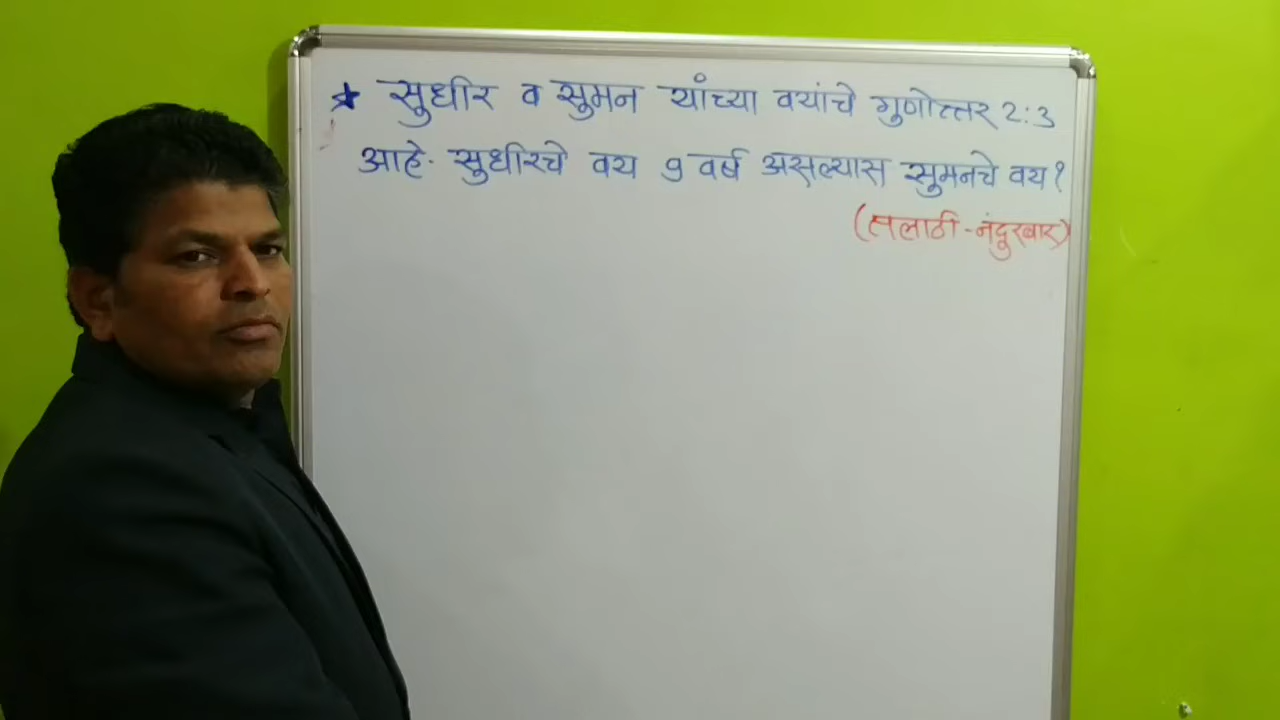 ★ सुधीर व सुमन यांच्या वयांचे गुणोत्तर 2:3
आहे. सुधीरचे वय 9 वर्ष असल्यास सुमनचे वय?
(तलाठी-नंदुरबार)